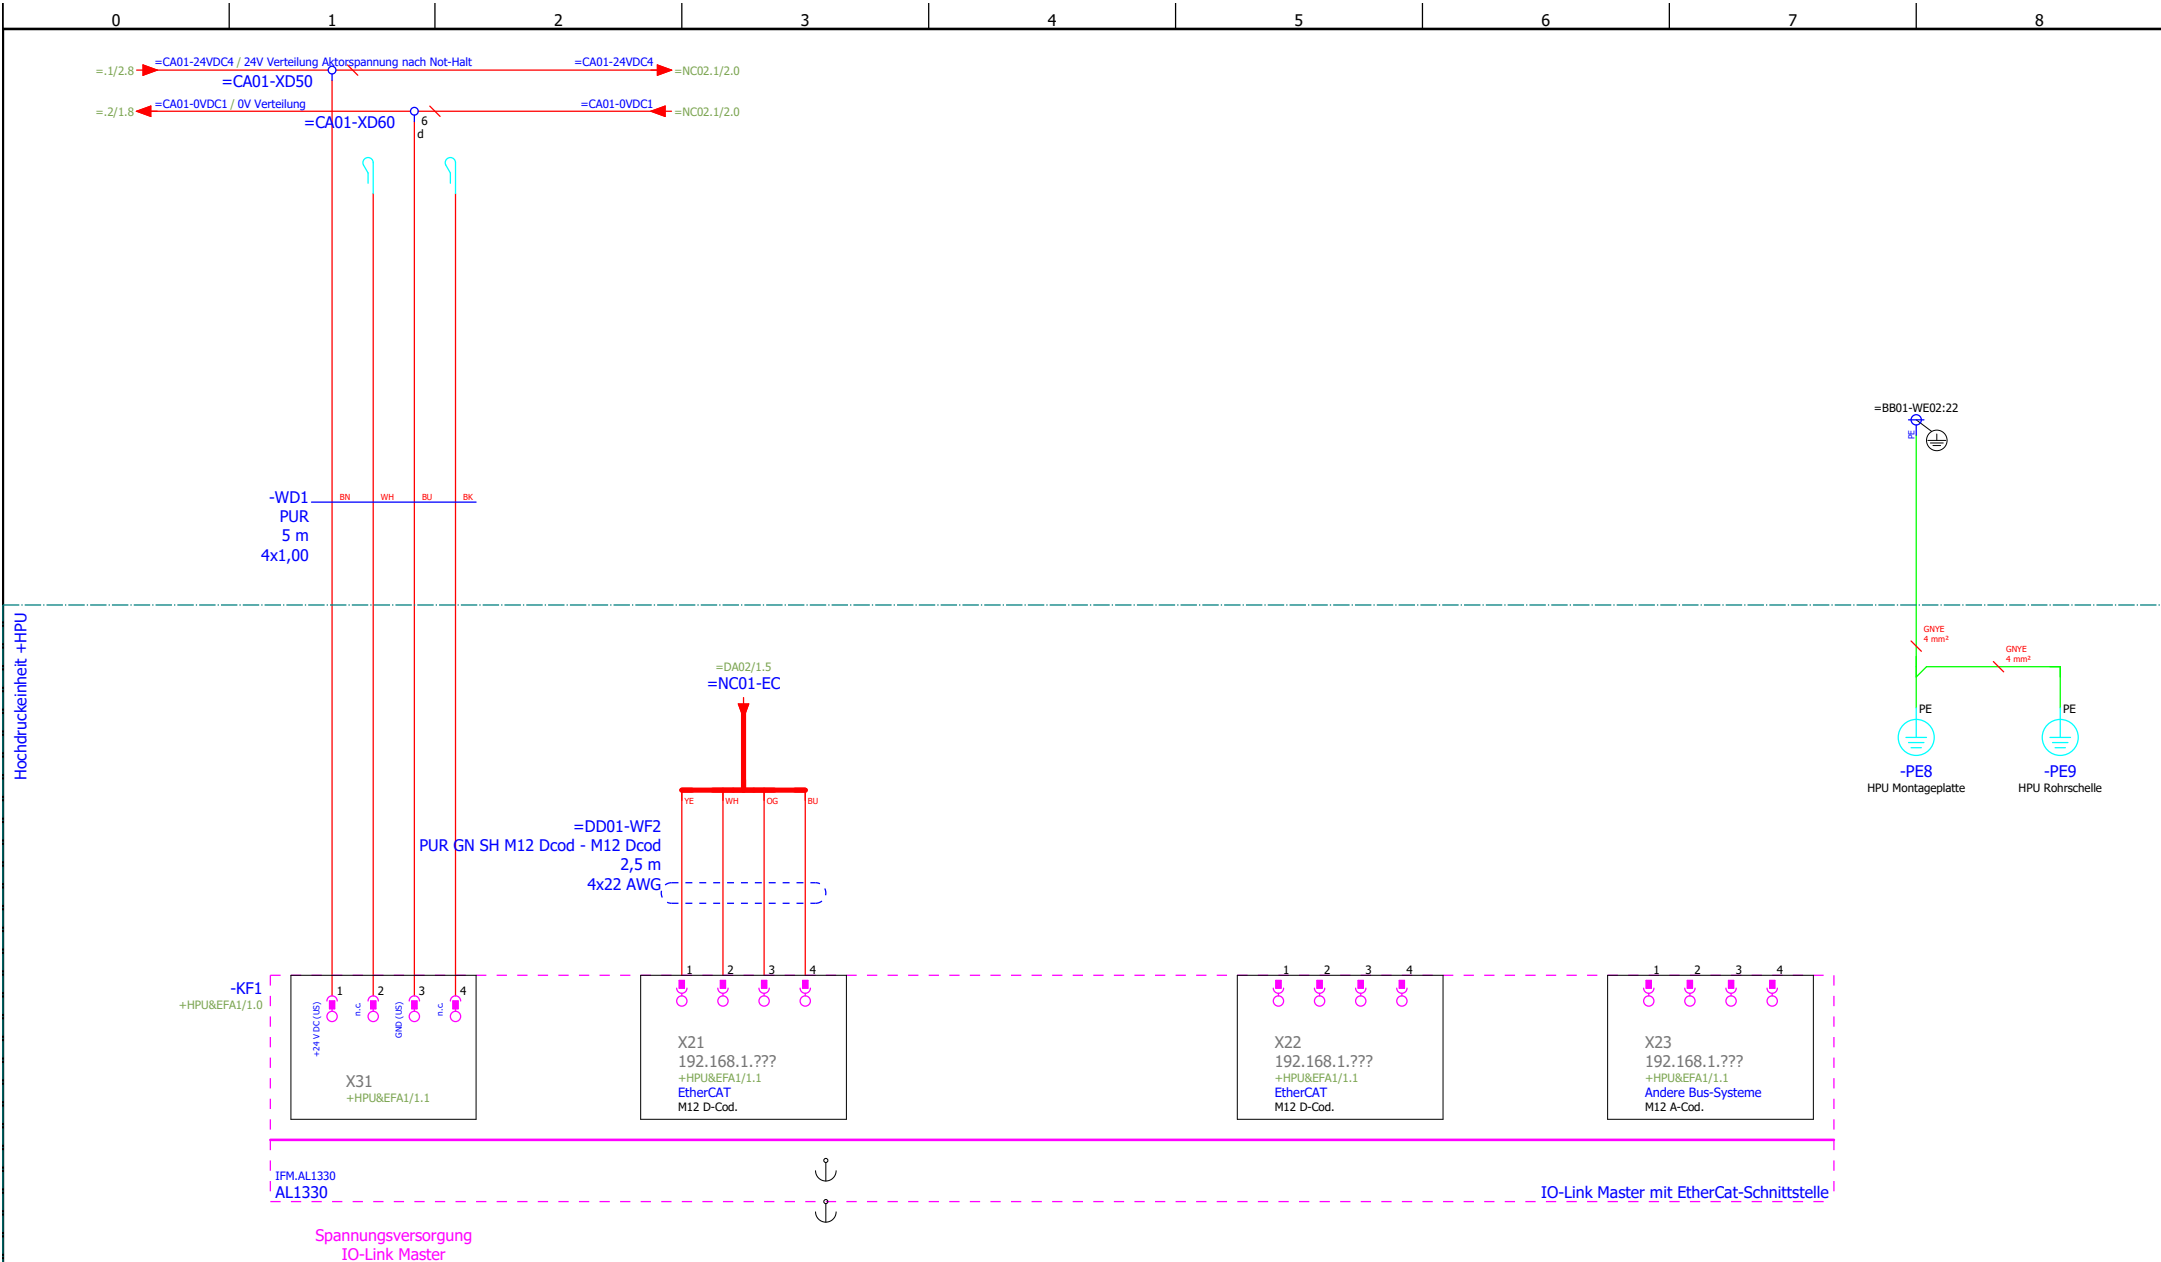 0 1 2 3 4 5 6 7 8
=.1/2.8 =CA01-24VDC4 / 24V Verteilung Aktorspannung nach Not-Halt =CA01-24VDC4 =NC02.1/2.0
=CA01-XD50
=.2/1.8 =CA01-0VDC1 / 0V Verteilung =CA01-0VDC1 =NC02.1/2.0
=CA01-XD60 6
d
=BB01-WE02:22
PE
-WD1 BN WH BU BK
PUR
5 m
4x1,00
Hochdruckeinheit +HPU
GNYE
4 mm²
GNYE
4 mm²
=DA02/1.5
=NC01-EC
PE PE
-PE8 -PE9
HPU Montageplatte HPU Rohrschelle
YE WH OG BU
=DD01-WF2
PUR GN SH M12 Dcod - M12 Dcod
2,5 m
4x22 AWG
-KF1
+HPU&EFA1/1.0
1 2 3 4
+24 V DC (US) n.c. GND (US) n.c.
X31
+HPU&EFA1/1.1
1 2 3 4
X21
192.168.1.???
+HPU&EFA1/1.1
EtherCAT
M12 D-Cod.
1 2 3 4
X22
192.168.1.???
+HPU&EFA1/1.1
EtherCAT
M12 D-Cod.
1 2 3 4
X23
192.168.1.???
+HPU&EFA1/1.1
Andere Bus-Systeme
M12 A-Cod.
IFM.AL1330
AL1330 IO-Link Master mit EtherCat-Schnittstelle
Spannungsversorgung
IO-Link Master